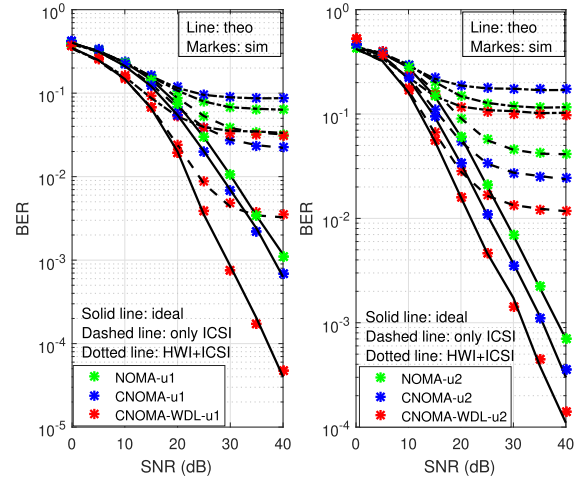 Line: theo
Markes: sim
10^0
10^-1
10^-2
10^-3
10^-4
10^-5
BER
Solid line: ideal
Dashed line: only ICSI
Dotted line: HWI+ICSI
NOMA-u1
CNOMA-u1
CNOMA-WDL-u1
0 10 20 30 40
SNR (dB)
Line: theo
Markes: sim
10^0
10^-1
10^-2
10^-3
10^-4
BER
Solid line: ideal
Dashed line: only ICSI
Dotted line: HWI+ICSI
NOMA-u2
CNOMA-u2
CNOMA-WDL-u2
0 10 20 30 40
SNR (dB)